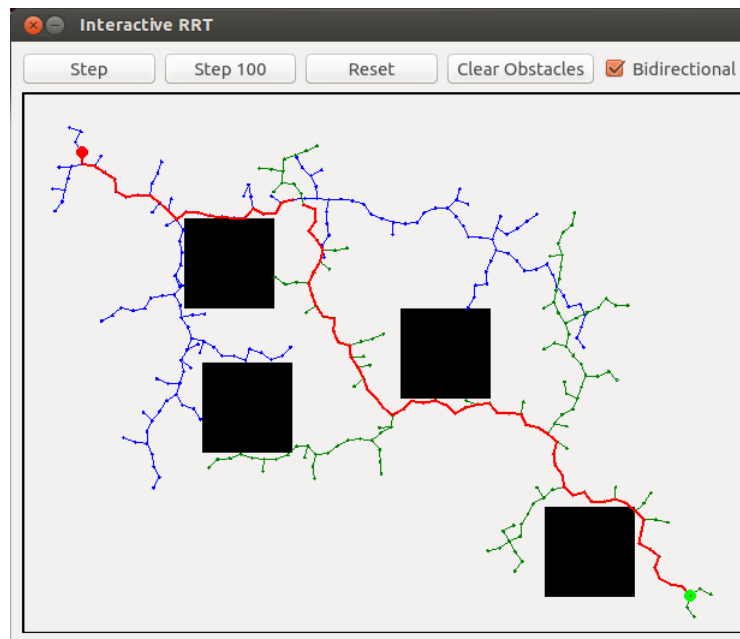 Interactive RRT
Step Step 100 Reset Clear Obstacles Bidirectional